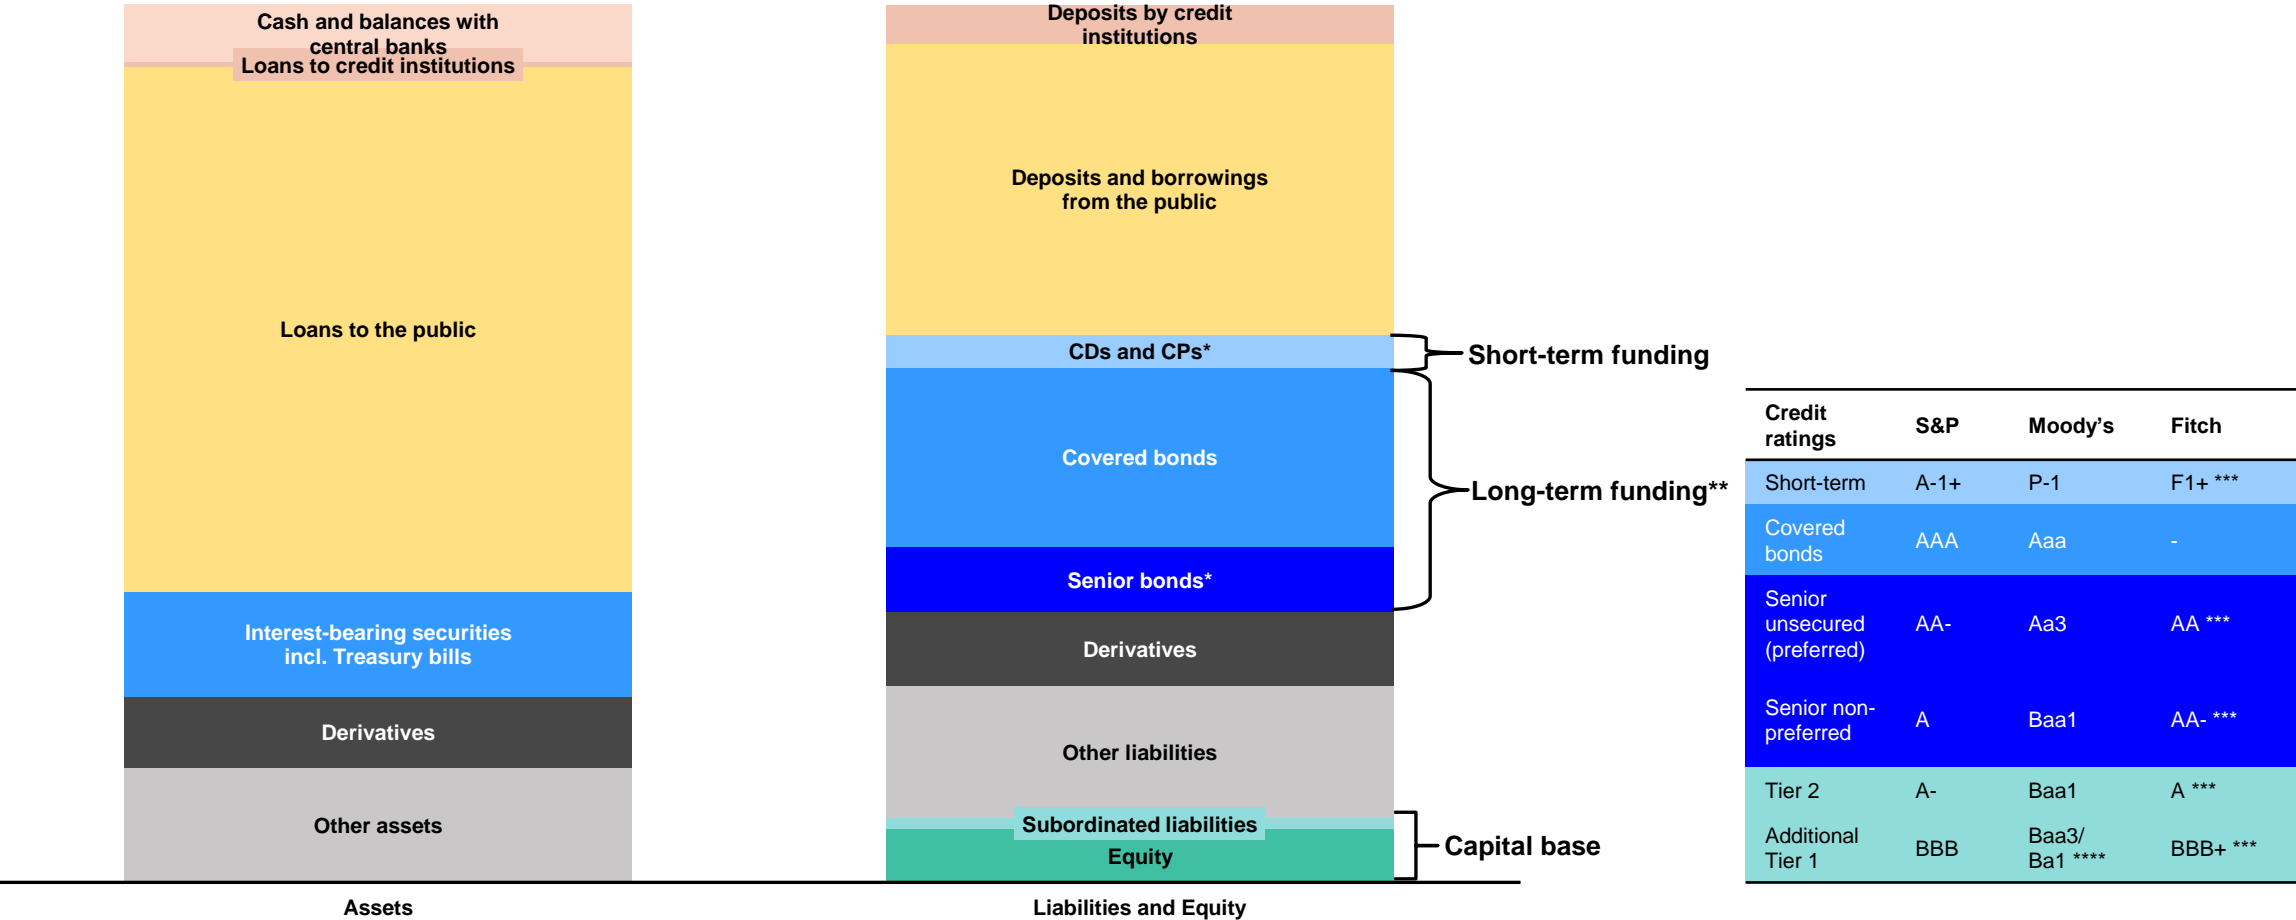 Cash and balances with
central banks
Loans to credit institutions
Loans to the public
Interest-bearing securities
incl. Treasury bills
Derivatives
Other assets
Assets
Deposits by credit
institutions
Deposits and borrowings
from the public
CDs and CPs*
Covered bonds
Senior bonds*
Derivatives
Other liabilities
Subordinated liabilities
Equity
Liabilities and Equity
Short-term funding
Long-term funding**
Capital base
Credit
ratings
S&P
Moody’s
Fitch
Short-term
A-1+
P-1
F1+ ***
Covered
bonds
AAA
Aaa
-
Senior
unsecured
(preferred)
AA-
Aa3
AA ***
Senior non-
preferred
A
Baa1
AA- ***
Tier 2
A-
Baa1
A ***
Additional
Tier 1
BBB
Baa3/
Ba1 ****
BBB+ ***